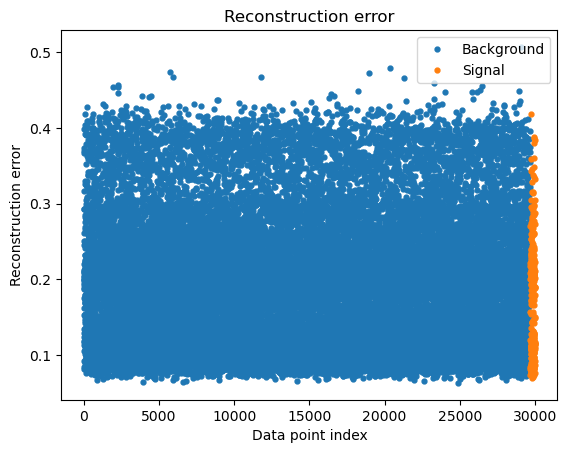 Reconstruction error
Background
Signal
Reconstruction error
0.5
0.4
0.3
0.2
0.1
0
5000
10000
15000
20000
25000
30000
Data point index